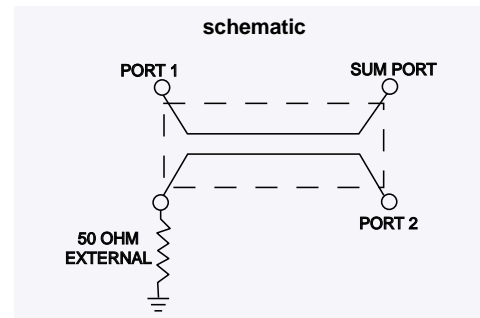 schematic
PORT 1
SUM PORT
PORT 2
50 OHM
EXTERNAL